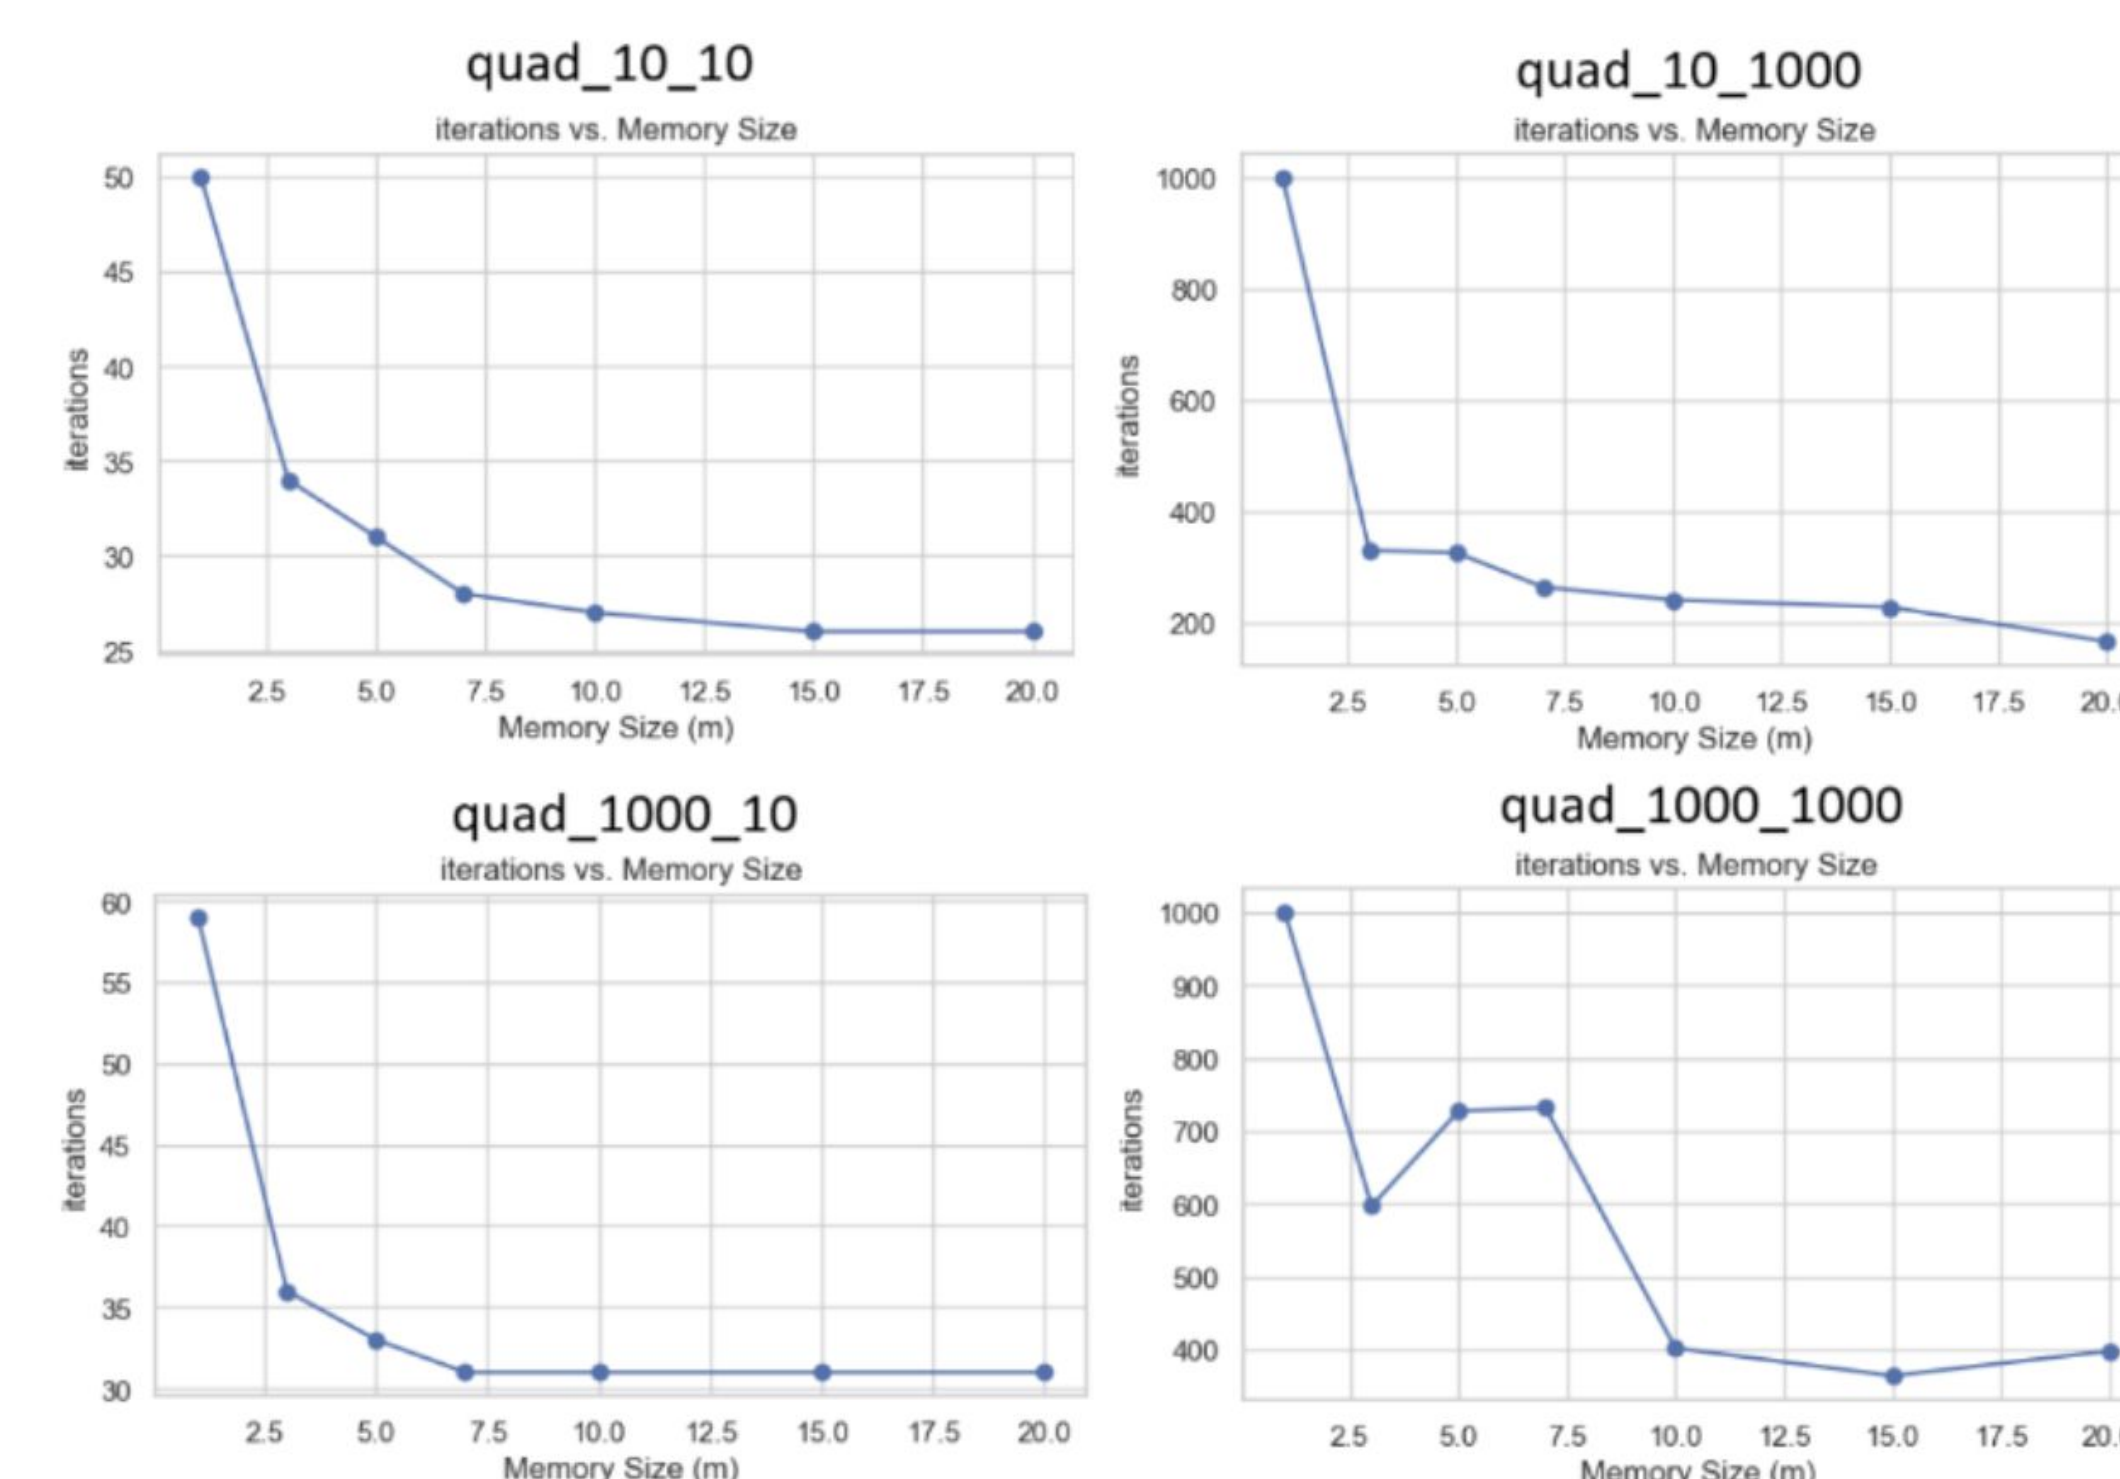 quad_10_10
iterations vs. Memory Size
50
45
40
35
30
25
iterations
2.5 5.0 7.5 10.0 12.5 15.0 17.5 20.0
Memory Size (m)
quad_10_1000
iterations vs. Memory Size
1000
800
600
400
200
iterations
2.5 5.0 7.5 10.0 12.5 15.0 17.5 20.
Memory Size (m)
quad_1000_10
iterations vs. Memory Size
60
55
50
45
40
35
30
iterations
2.5 5.0 7.5 10.0 12.5 15.0 17.5 20.0
Memory Size (m)
quad_1000_1000
iterations vs. Memory Size
1000
900
800
700
600
500
400
iterations
2.5 5.0 7.5 10.0 12.5 15.0 17.5 20.
Memory Size (m)